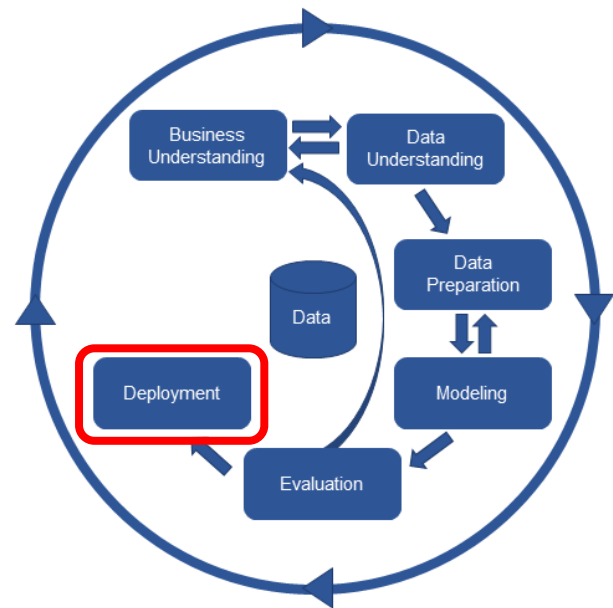 Business
Understanding
Data
Understanding
Data
Preparation
Data
Deployment
Modeling
Evaluation